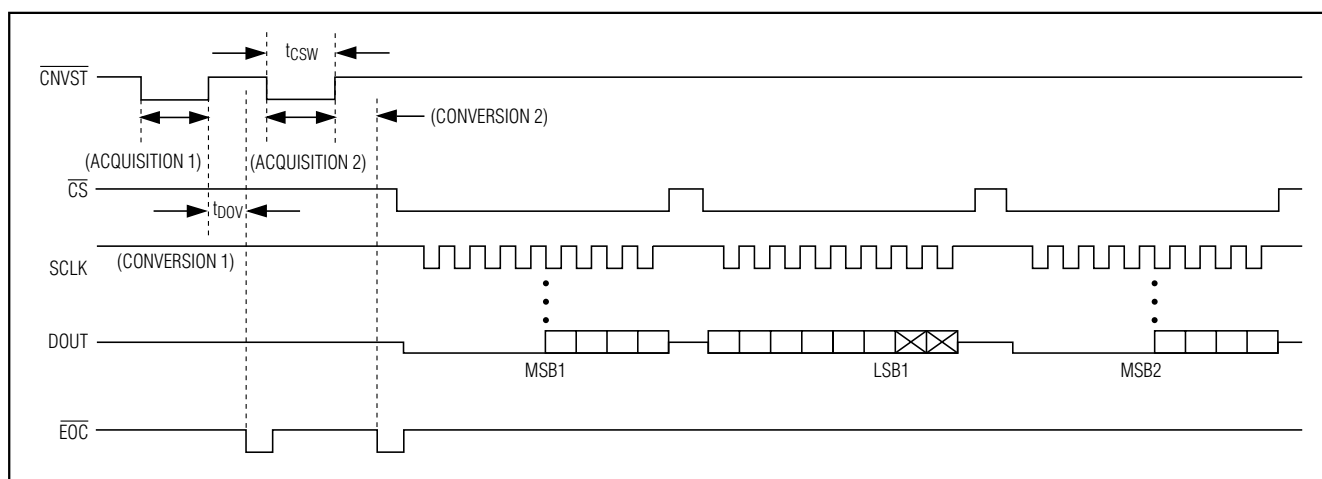 tCSW
CNVST
(CONVERSION 2)
(ACQUISITION 1)
(ACQUISITION 2)
CS
tDOV
(CONVERSION 1)
SCLK
DOUT
MSB1
LSB1
MSB2
EOC